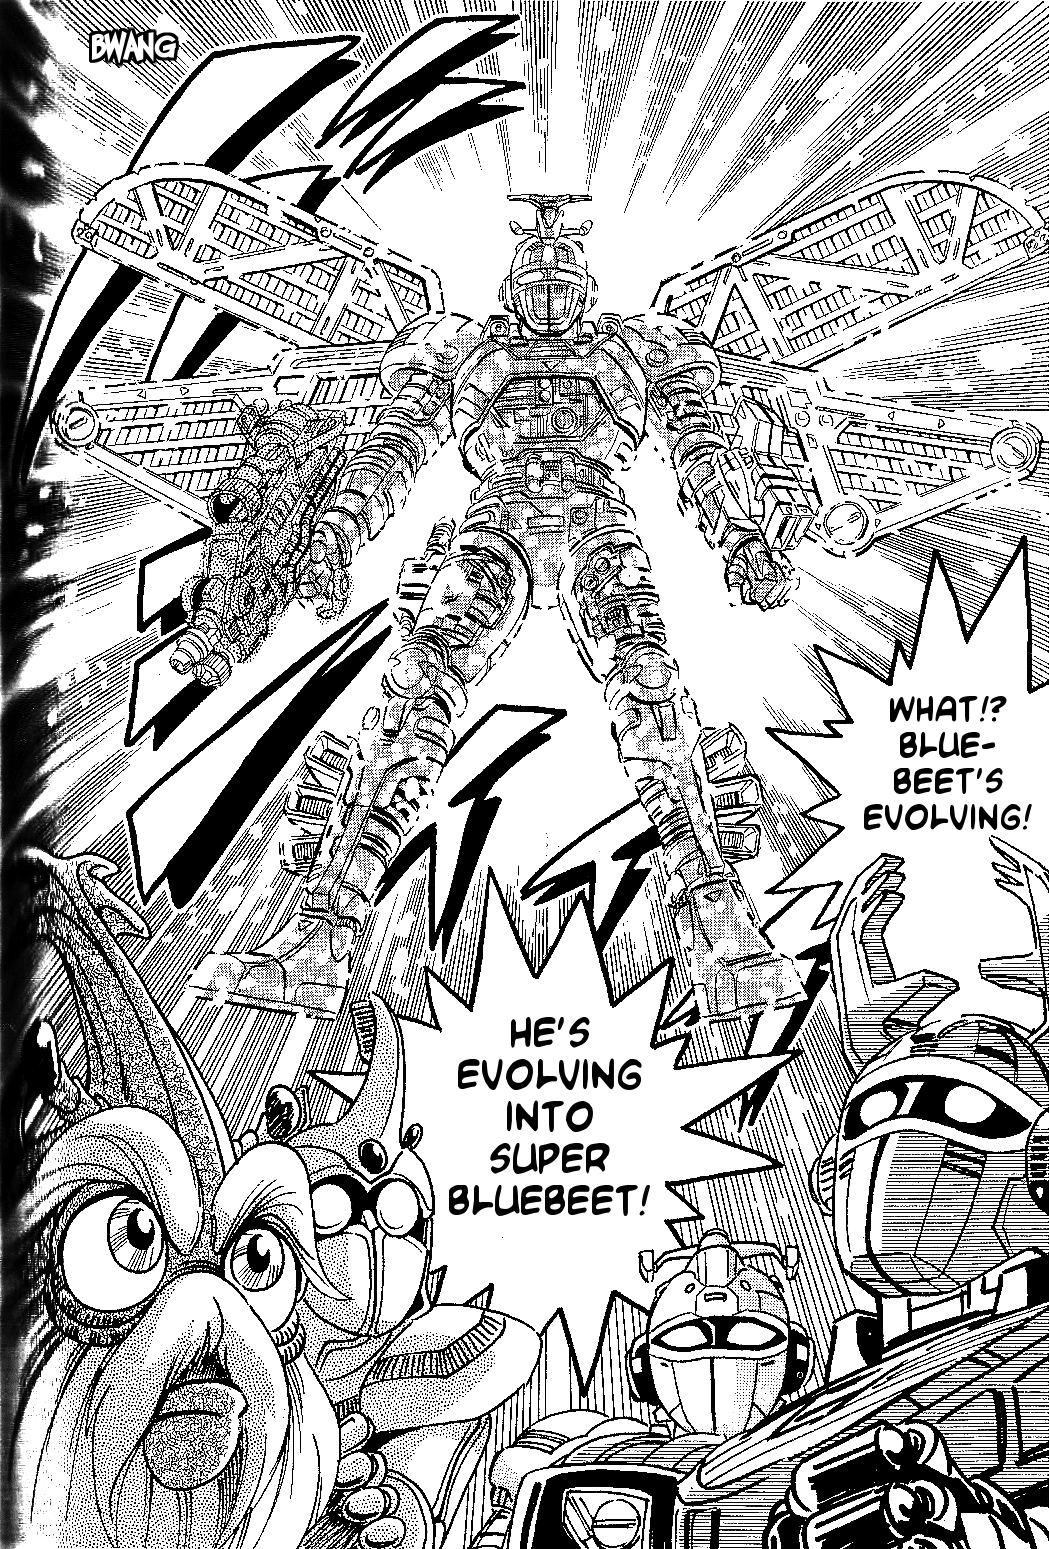 BWANG
WHAT!?
BLUE-
BEET'S
EVOLVING!
HE'S
EVOLVING
INTO
SUPER
BLUEBEET!